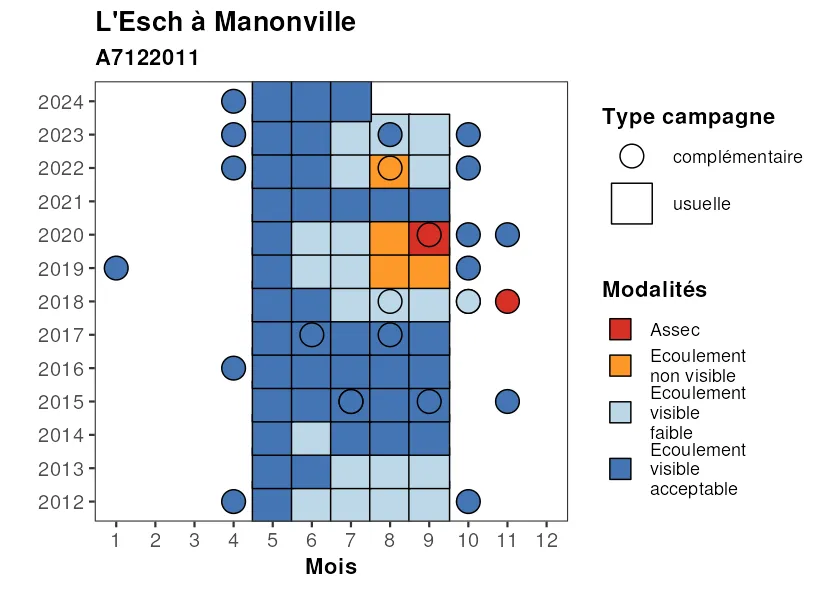 L'Esch à Manonville
A7122011
2024
2023
2022
2021
2020
2019
2018
2017
2016
2015
2014
2013
2012
1 2 3 4 5 6 7 8 9 10 11 12
Mois
Type campagne
complémentaire
usuelle
Modalités
Assec
Ecoulement
non visible
Ecoulement
visible
faible
Ecoulement
visible
acceptable